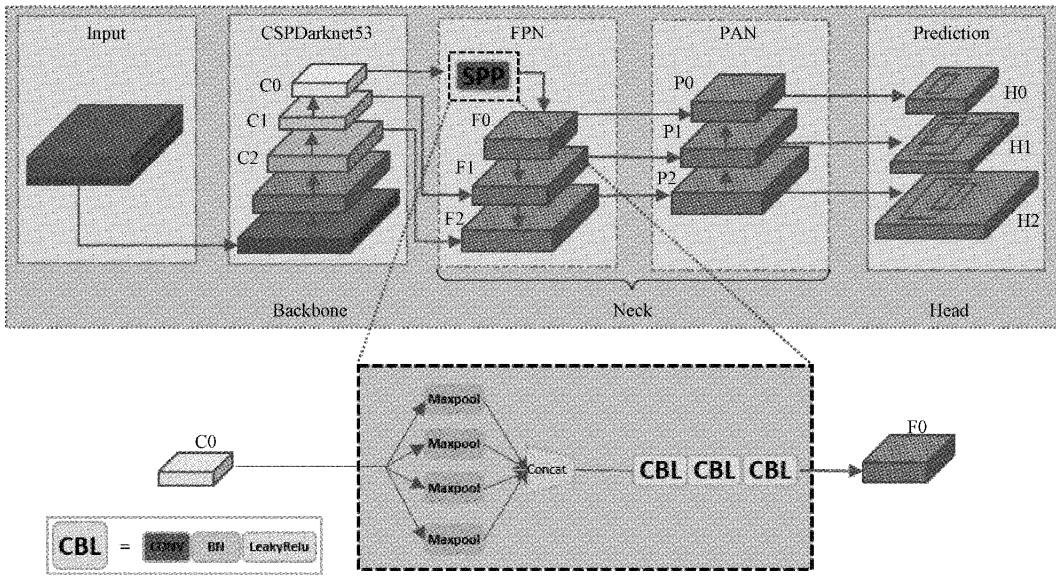 Input
CSPDarknet53
FPN
PAN
Prediction
C0
C1
C2
SPP
F0
F1
F2
P0
P1
P2
H0
H1
H2
Backbone
Neck
Head
C0
Maxpool
Maxpool
Maxpool
Maxpool
Concat
CBL CBL CBL
F0
CBL = CONV BN LeakyRelu